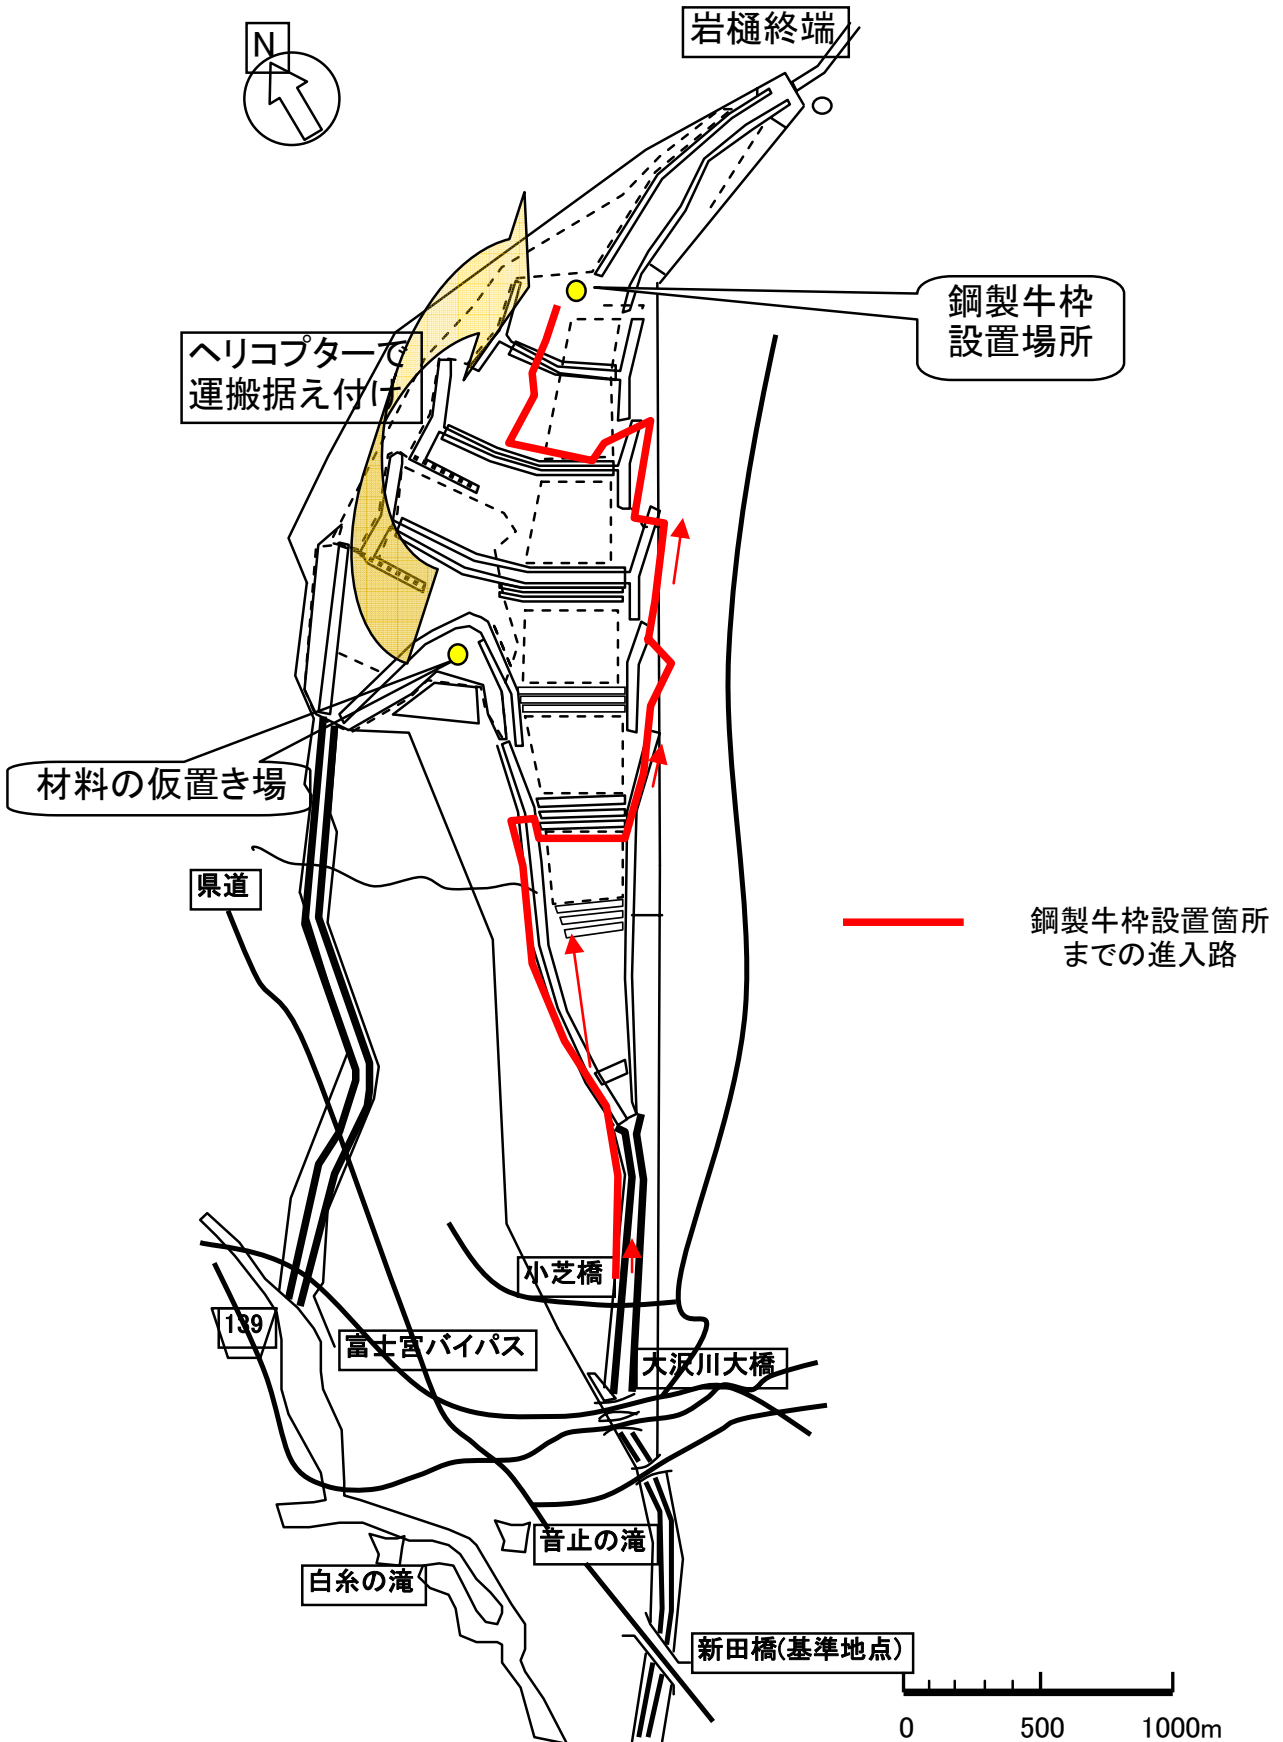 N
岩樋終端
鋼製牛枠
設置場所
ヘリコプターで
運搬据え付け
材料の仮置き場
県道
鋼製牛枠設置箇所
までの進入路
小芝橋
139
富士宮バイパス
大沢川大橋
音止の滝
白糸の滝
新田橋(基準地点)
0 500 1000m